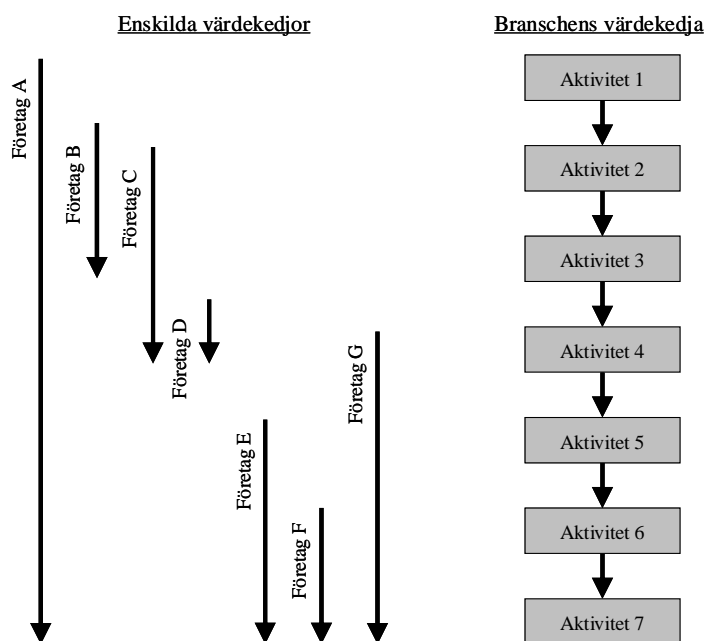 Enskilda värdekedjor
Företag A
Företag B
Företag C
Företag D
Företag E
Företag F
Företag G
Branschens värdekedja
Aktivitet 1
Aktivitet 2
Aktivitet 3
Aktivitet 4
Aktivitet 5
Aktivitet 6
Aktivitet 7